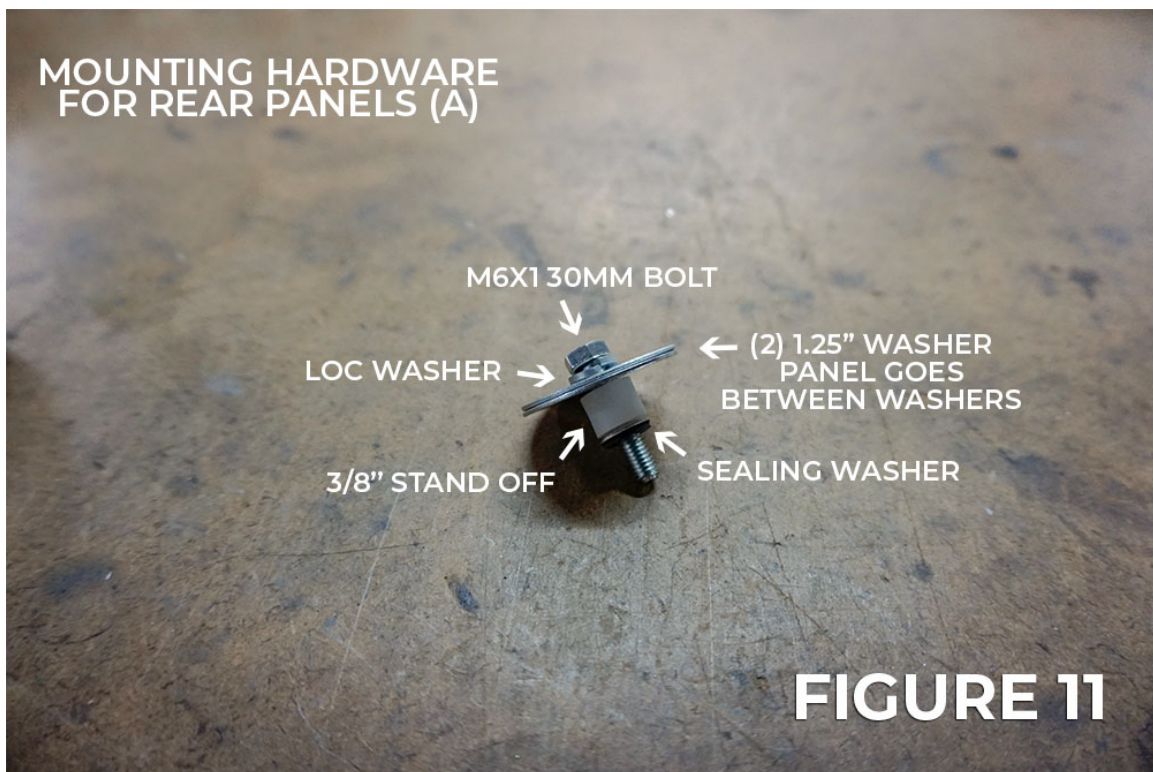 MOUNTING HARDWARE
FOR REAR PANELS (A)
M6X1 30MM BOLT
(2) 1.25” WASHER
PANEL GOES
BETWEEN WASHERS
LOC WASHER
3/8” STAND OFF
SEALING WASHER
FIGURE 11